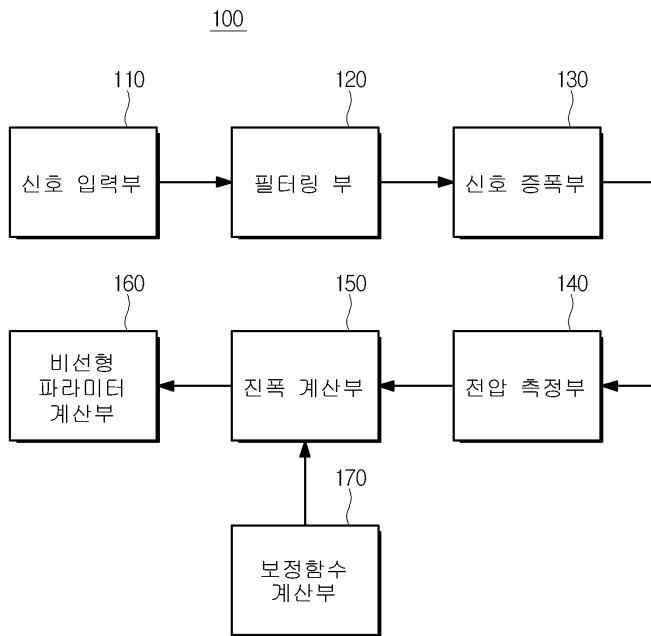 100
110
120
130
신호 입력부
필터링 부
신호 증폭부
160
150
140
비선형
파라미터
계산부
진폭 계산부
전압 측정부
170
보정함수
계산부